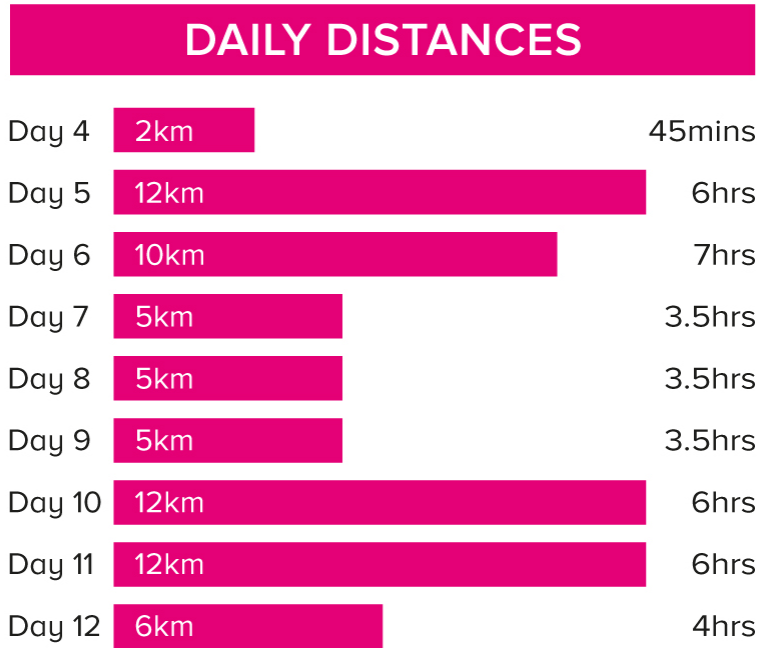 DAILY DISTANCES
Day 4 2km 45mins
Day 5 12km 6hrs
Day 6 10km 7hrs
Day 7 5km 3.5hrs
Day 8 5km 3.5hrs
Day 9 5km 3.5hrs
Day 10 12km 6hrs
Day 11 12km 6hrs
Day 12 6km 4hrs